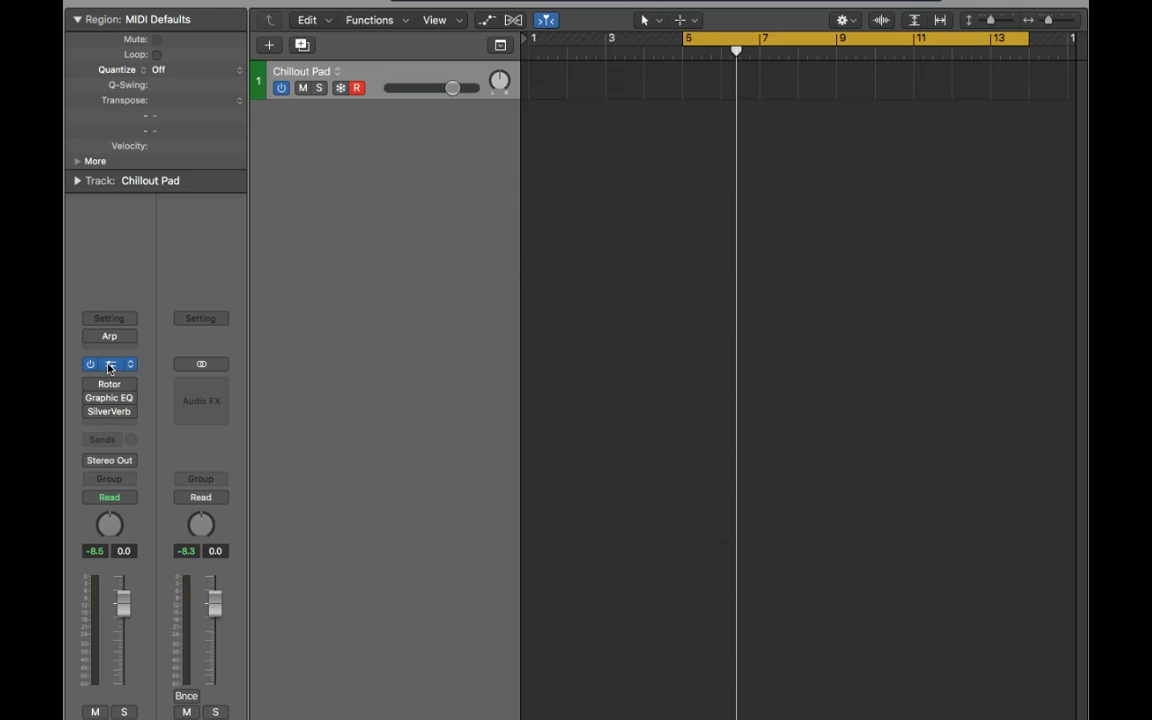 Region: MIDI Defaults
Mute:
Loop:
Quantize Off
Q-Swing:
Transpose:
Velocity:
More
Track: Chillout Pad
Edit Functions View
1 3 5 7 9 11 13 1
1 Chillout Pad
M S R
L R
Setting Setting
Arp
Rotor
Graphic EQ Audio FX
SilverVerb
Sends
Stereo Out
Group Group
Read Read
-8.5 0.0 -8.3 0.0
Bnce
M S M S